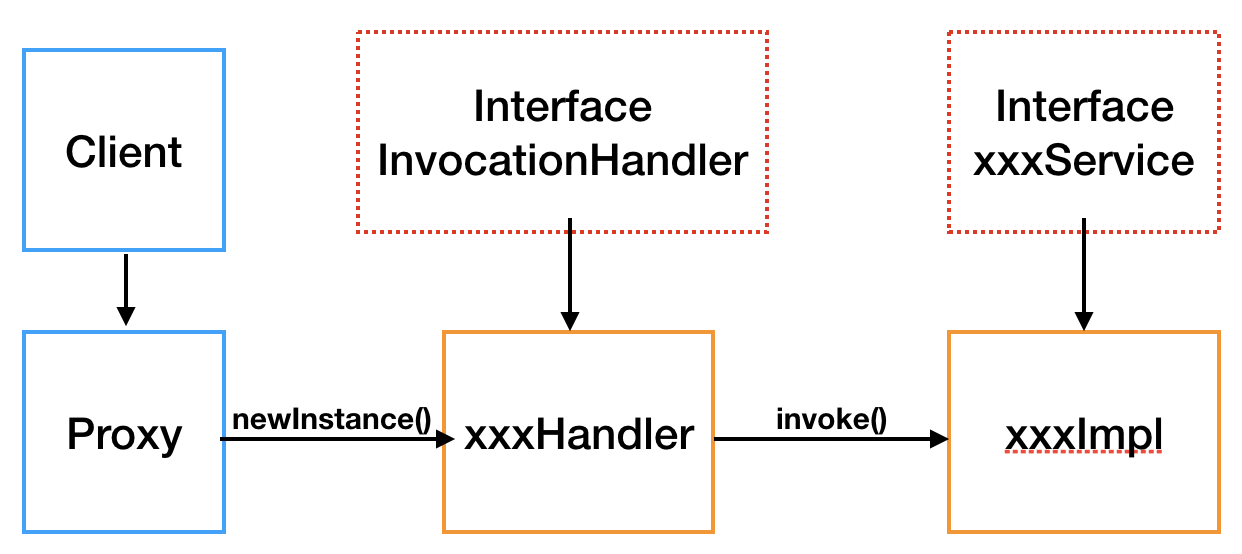 Client
Interface
InvocationHandler
Interface
xxxService
Proxy
newInstance()
xxxHandler
invoke()
xxxImpl